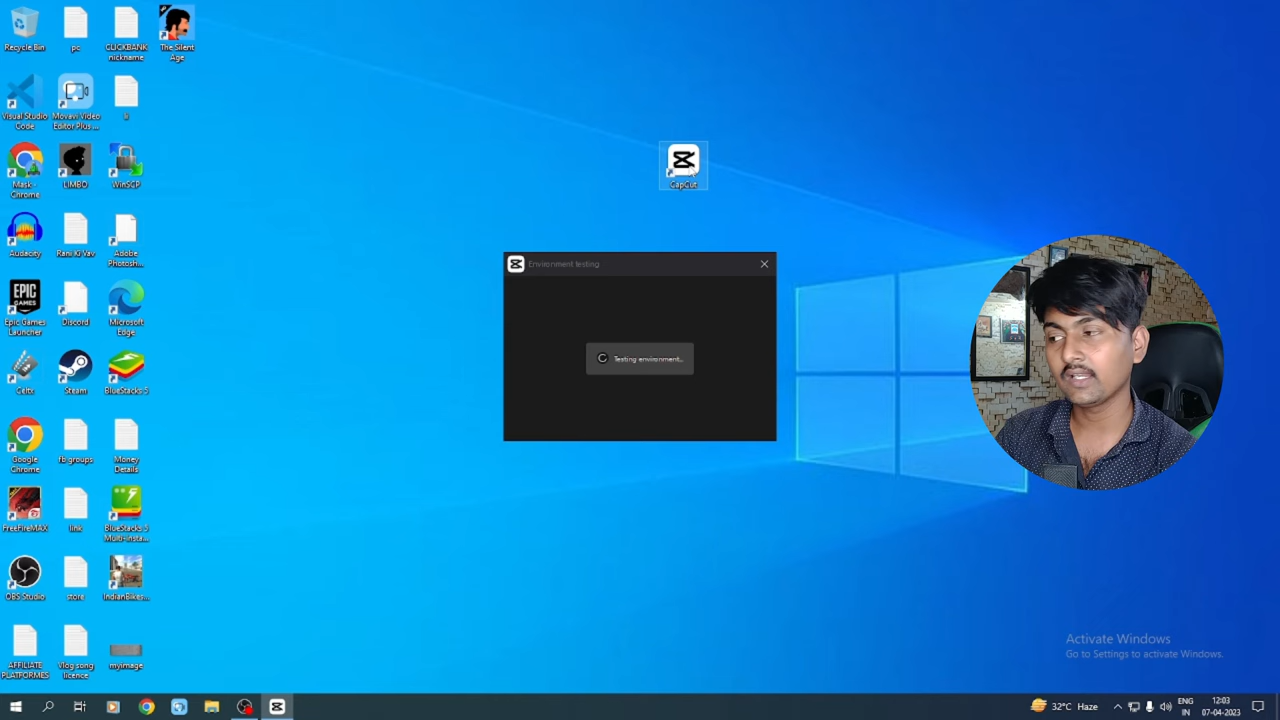 Recycle Bin
pc
CLICKBANK
nickname
The Silent
Age
Visual Studio
Code
Movavi Video
Editor Plus ...
Mask -
Chrome
LIMBO
WinSCP
CapCut
Audacity
Rani Ki Vav
Adobe
Photosh...
Environment testing
Testing environment...
EPIC
GAMES
Epic Games
Launcher
Discord
Microsoft
Edge
Celtx
Steam
BlueStacks 5
Google
Chrome
fb groups
Money
Details
FreeFireMAX
link
BlueStacks 5
Multi-Insta...
OBS Studio
store
IndianBikes...
AFFILIATE
PLATFORMES
Vlog song
licence
myimage
Activate Windows
Go to Settings to activate Windows.
32°C Haze
ENG
IN
12:03
07-04-2023